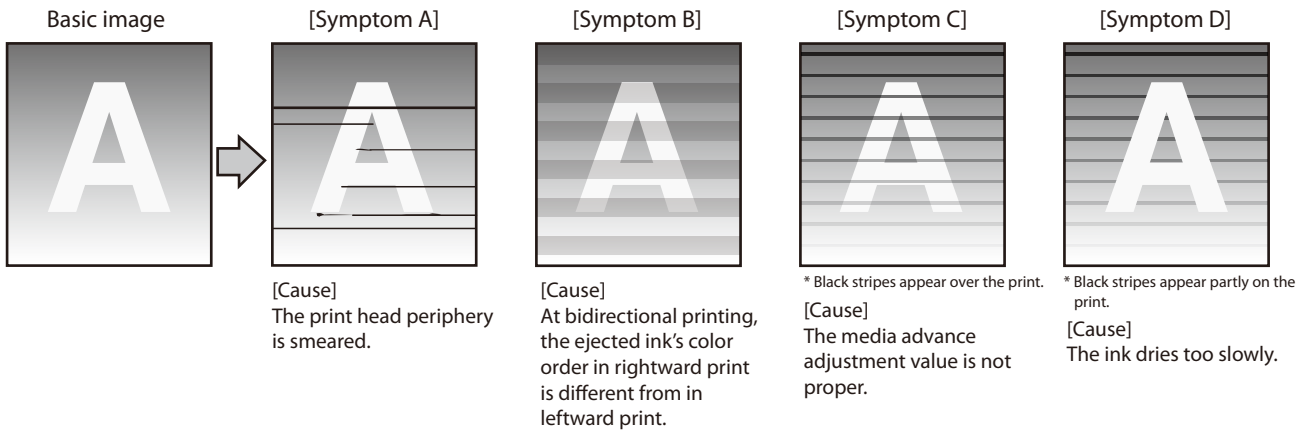 Basic image
[Symptom A]
[Symptom B]
[Symptom C]
[Symptom D]
A
A
A
A
A
[Cause]
The print head periphery
is smeared.
[Cause]
At bidirectional printing,
the ejected ink's color
order in rightward print
is different from in
leftward print.
* Black stripes appear over the print.
[Cause]
The media advance
adjustment value is not
proper.
* Black stripes appear partly on the
print.
[Cause]
The ink dries too slowly.